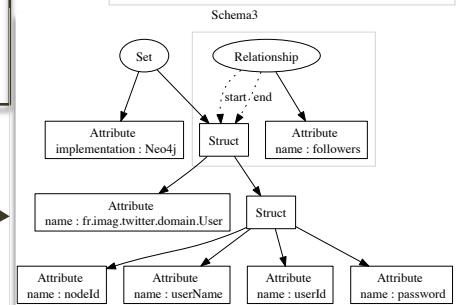 Schema3
Set
Relationship
start
end
Attribute
implementation : Neo4j
Struct
Attribute
name : followers
Attribute
name : fr.imag.twitter.domain.User
Struct
Attribute
name : nodeId
Attribute
name : userName
Attribute
name : userId
Attribute
name : password